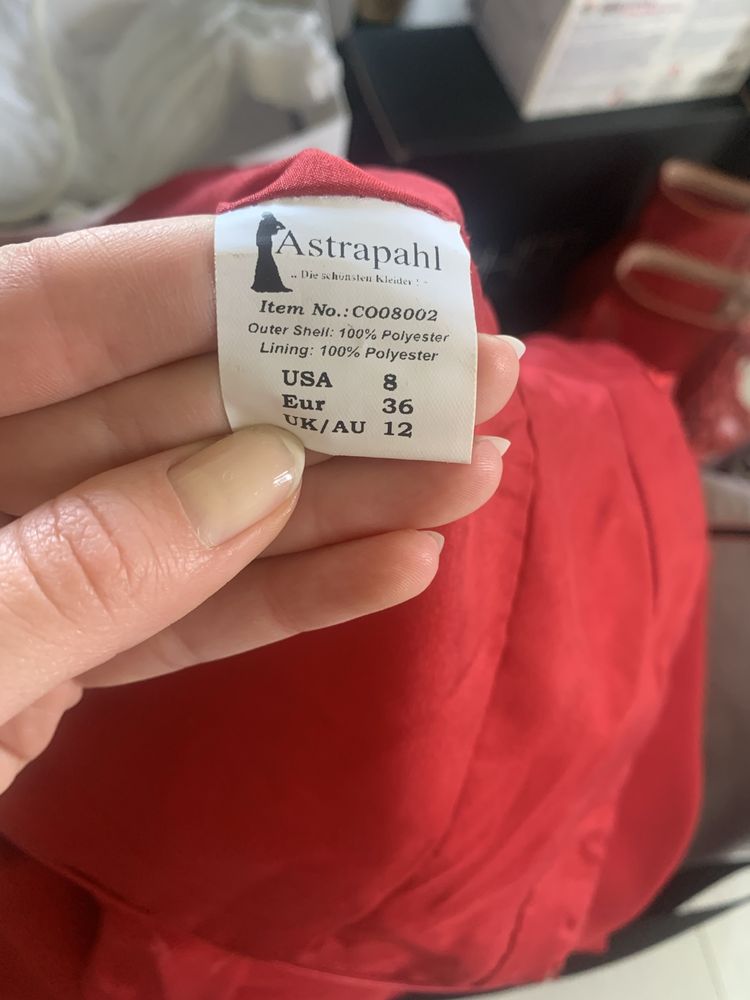 Astrapahl
„ Die schönsten Kleider ! “
Item No.: CO08002
Outer Shell: 100% Polyester
Lining: 100% Polyester
USA 8
Eur 36
UK/AU 12